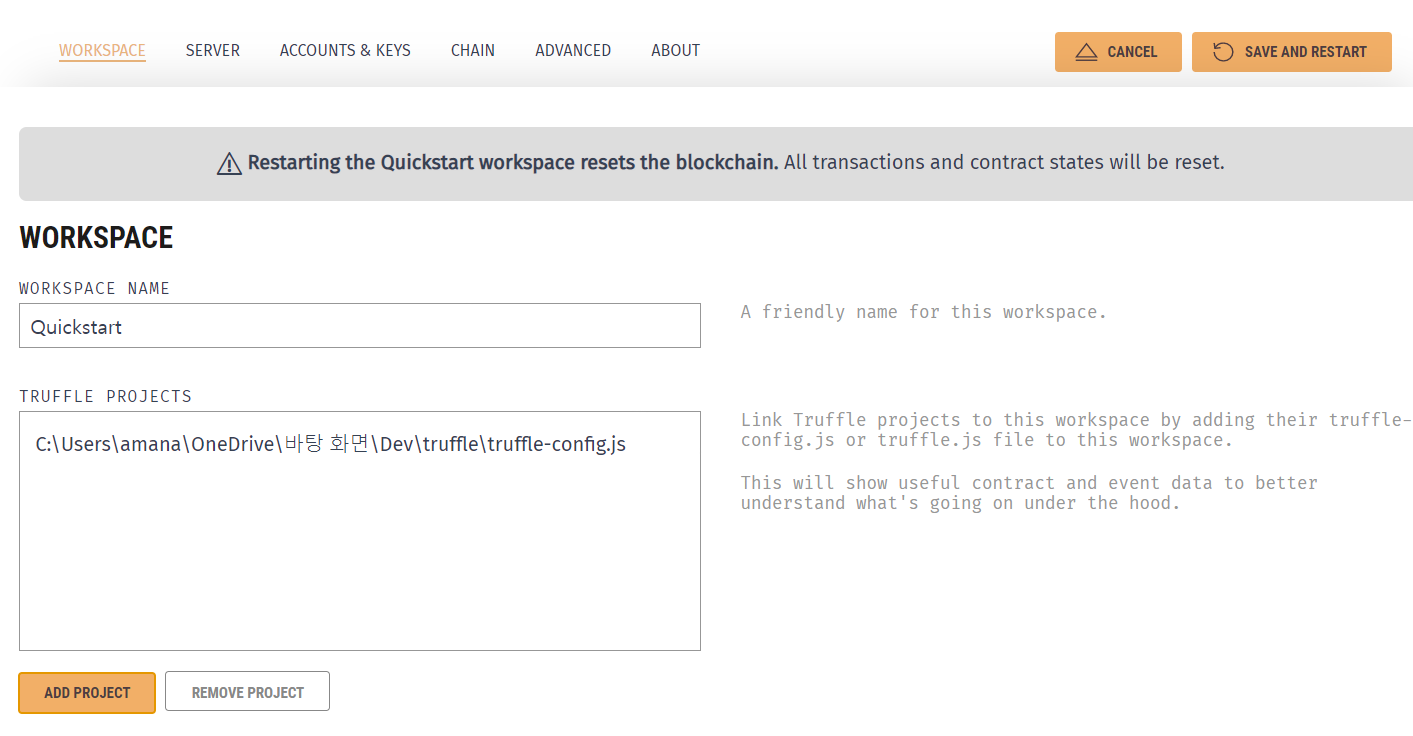 WORKSPACE SERVER ACCOUNTS & KEYS CHAIN ADVANCED ABOUT CANCEL SAVE AND RESTART
Restarting the Quickstart workspace resets the blockchain. All transactions and contract states will be reset.
WORKSPACE
WORKSPACE NAME
Quickstart
A friendly name for this workspace.
TRUFFLE PROJECTS
C:\Users\amana\OneDrive\바탕 화면\Dev\truffle\truffle-config.js
Link Truffle projects to this workspace by adding their truffle-
config.js or truffle.js file to this workspace.
This will show useful contract and event data to better
understand what's going on under the hood.
ADD PROJECT REMOVE PROJECT